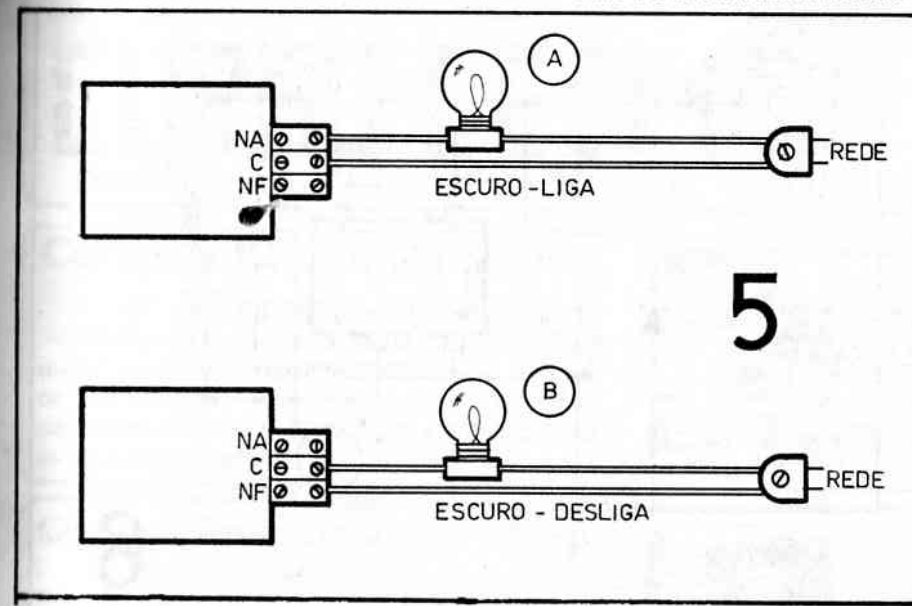 A
NA
C
NF
REDE
ESCURO - LIGA
5
B
NA
C
NF
REDE
ESCURO - DESLIGA